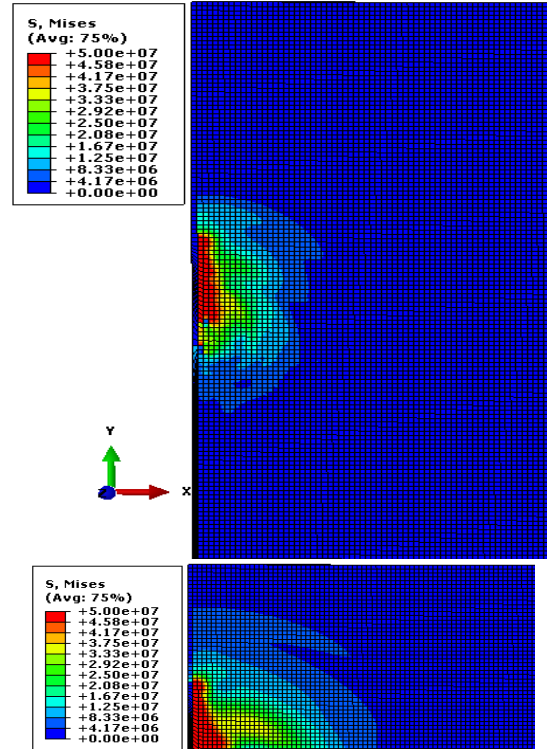 S, Mises
(Avg: 75%)
+5.00e+07
+4.58e+07
+4.17e+07
+3.75e+07
+3.33e+07
+2.92e+07
+2.50e+07
+2.08e+07
+1.67e+07
+1.25e+07
+8.33e+06
+4.17e+06
+0.00e+00
Y
X
S, Mises
(Avg: 75%)
+5.00e+07
+4.58e+07
+4.17e+07
+3.75e+07
+3.33e+07
+2.92e+07
+2.50e+07
+2.08e+07
+1.67e+07
+1.25e+07
+8.33e+06
+4.17e+06
+0.00e+00